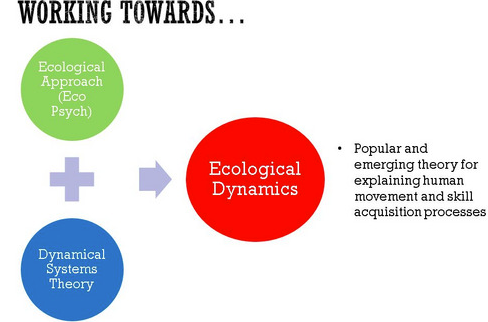 WORKING TOWARDS...
Ecological
Approach
(Eco
Psych)
Dynamical
Systems
Theory
Ecological
Dynamics
• Popular and
emerging theory for
explaining human
movement and skill
acquisition processes